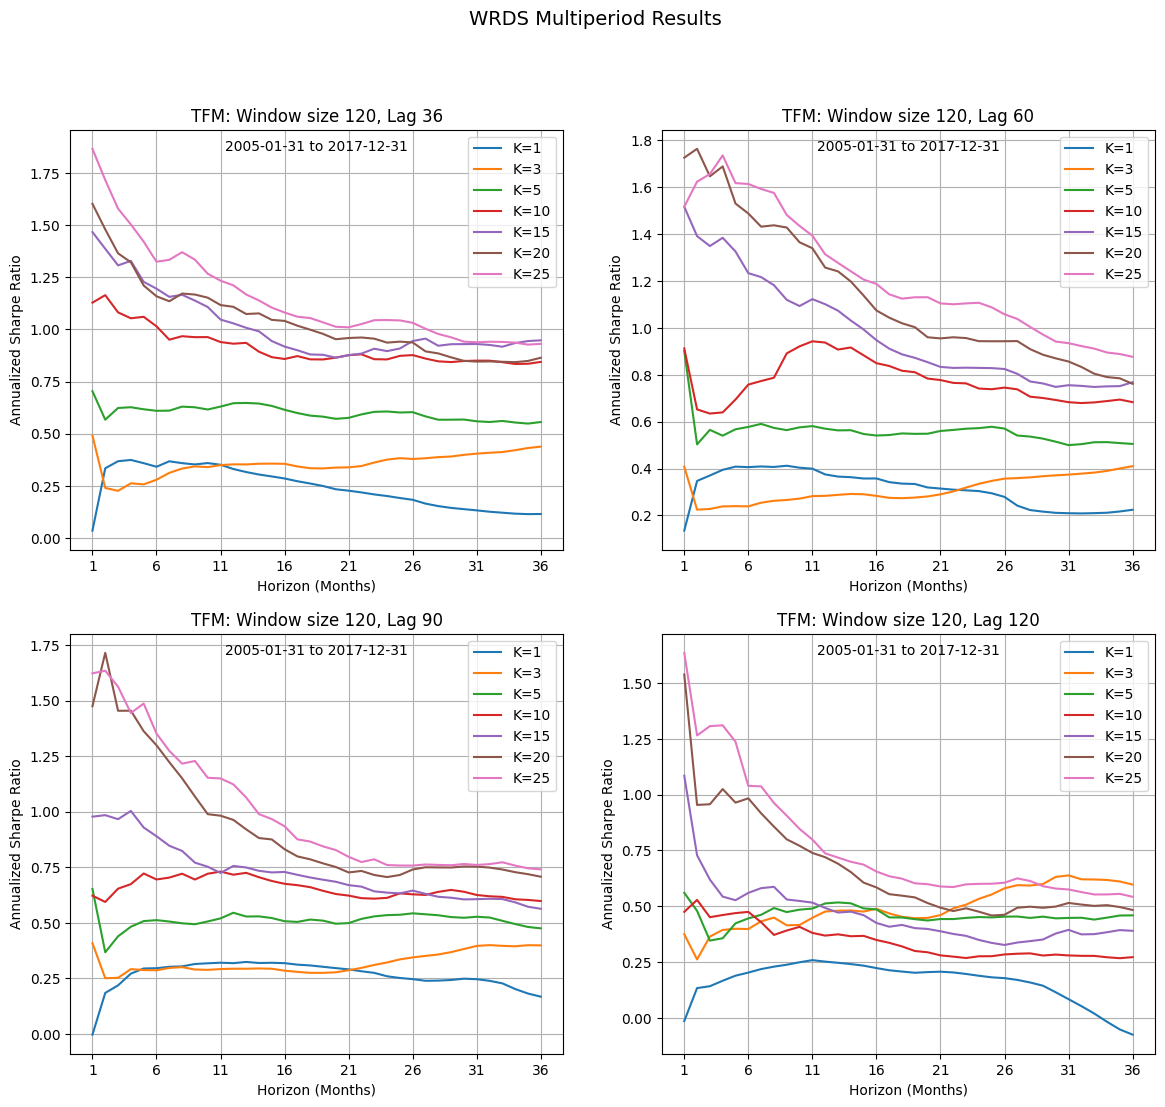 WRDS Multiperiod Results
TFM: Window size 120, Lag 36
2005-01-31 to 2017-12-31
K=1
K=3
K=5
K=10
K=15
K=20
K=25
Annualized Sharpe Ratio
1.75
1.50
1.25
1.00
0.75
0.50
0.25
0.00
1 6 11 16 21 26 31 36
Horizon (Months)
TFM: Window size 120, Lag 60
2005-01-31 to 2017-12-31
K=1
K=3
K=5
K=10
K=15
K=20
K=25
Annualized Sharpe Ratio
1.8
1.6
1.4
1.2
1.0
0.8
0.6
0.4
0.2
1 6 11 16 21 26 31 36
Horizon (Months)
TFM: Window size 120, Lag 90
2005-01-31 to 2017-12-31
K=1
K=3
K=5
K=10
K=15
K=20
K=25
Annualized Sharpe Ratio
1.75
1.50
1.25
1.00
0.75
0.50
0.25
0.00
1 6 11 16 21 26 31 36
Horizon (Months)
TFM: Window size 120, Lag 120
2005-01-31 to 2017-12-31
K=1
K=3
K=5
K=10
K=15
K=20
K=25
Annualized Sharpe Ratio
1.50
1.25
1.00
0.75
0.50
0.25
0.00
1 6 11 16 21 26 31 36
Horizon (Months)